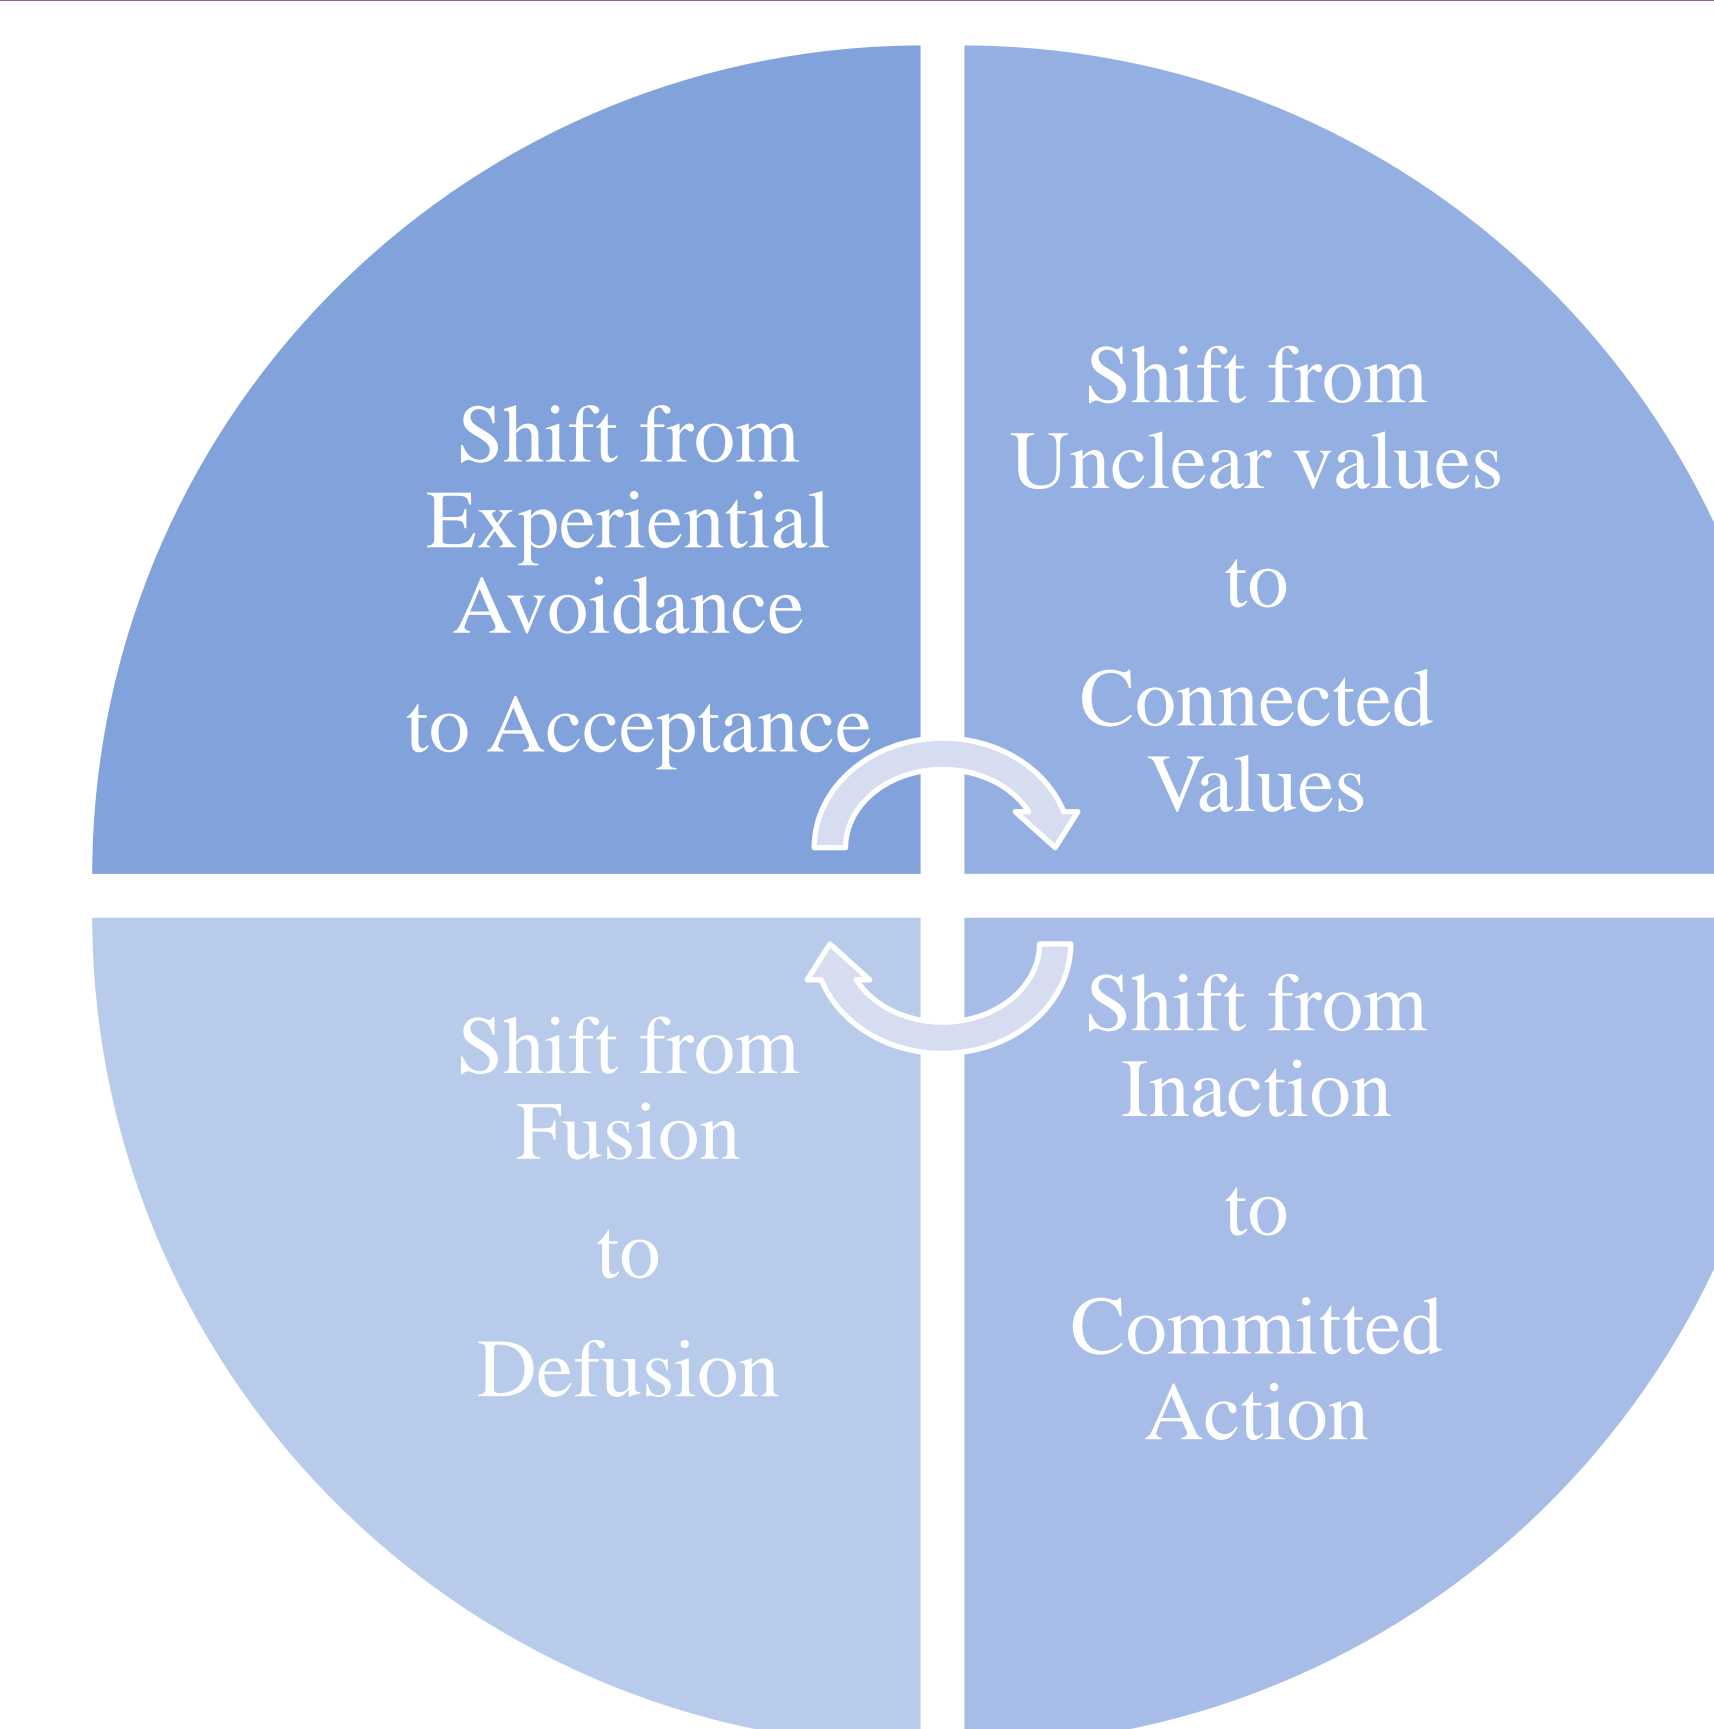 Shift from
Experiential
Avoidance
to Acceptance
Shift from
Unclear values
to
Connected
Values
Shift from
Fusion
to
Defusion
Shift from
Inaction
to
Committed
Action